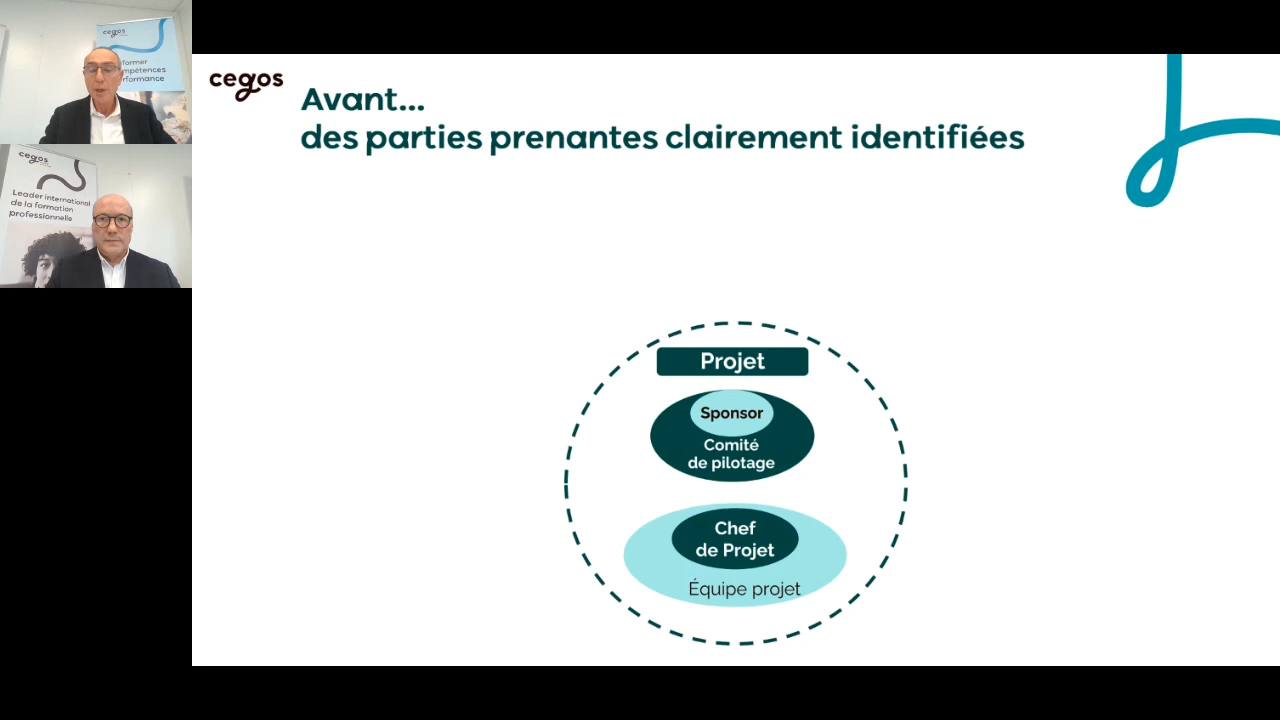 cegos
former
mpétences
rformance
cegos
Leader international
de la formation
professionnelle
cegos
Avant...
des parties prenantes clairement identifiées
Projet
Sponsor
Comité
de pilotage
Chef
de Projet
Équipe projet